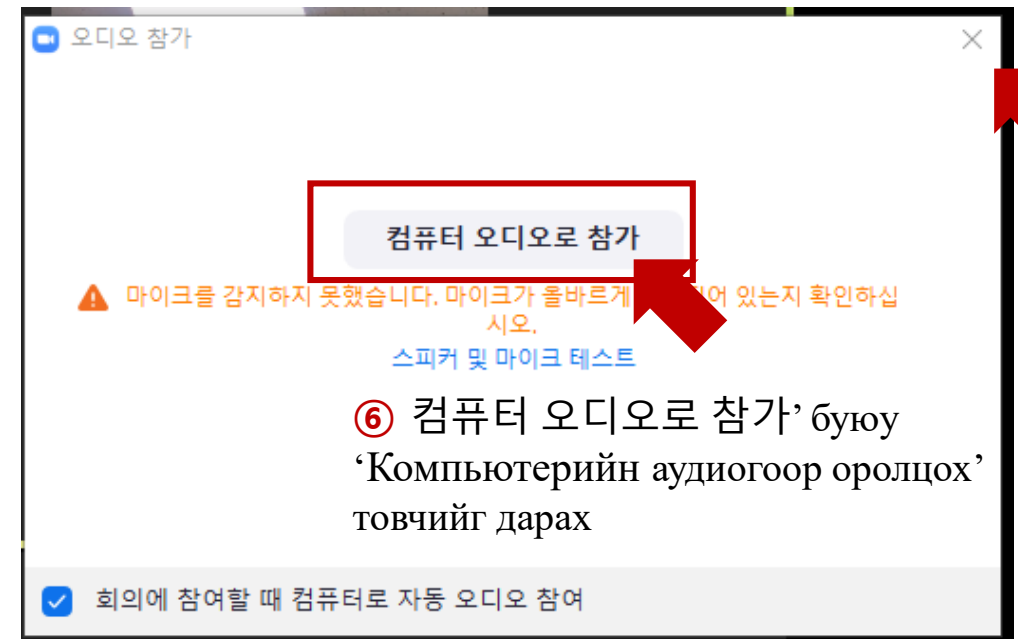 오디오 참가
컴퓨터 오디오로 참가
마이크를 감지하지 못했습니다. 마이크가 올바르게 어 있는지 확인하십
시오.
스피커 및 마이크 테스트
⑥ 컴퓨터 오디오로 참가’ буюу
‘Компьютерийн аудиогоор оролцох’
товчийг дарах
회의에 참여할 때 컴퓨터로 자동 오디오 참여